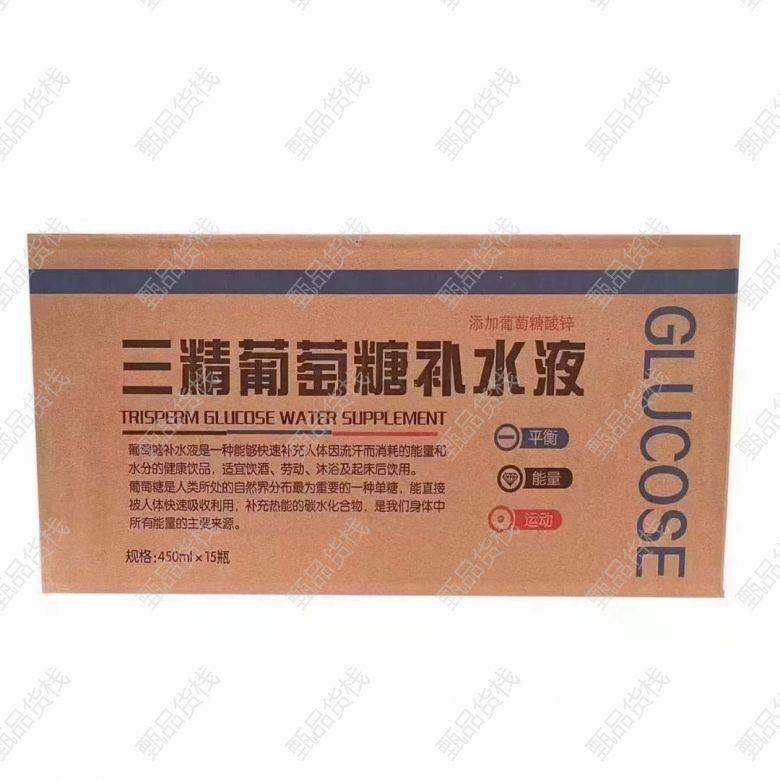 添加葡萄糖酸锌
三精葡萄糖补水液
TRISPERM GLUCOSE WATER SUPPLEMENT
葡萄糖补水液是一种能够快速补充人体因流汗而消耗的能量和
水分的健康饮品，适宜饮酒、劳动、沐浴及起床后饮用。
葡萄糖是人类所处的自然界分布最为重要的一种单糖，能直接
被人体快速吸收利用，补充热能的碳水化合物，是我们身体中
所有能量的主要来源。
规格:450ml×15瓶
平衡
能量
运动
GLUCOSE
甄品货栈